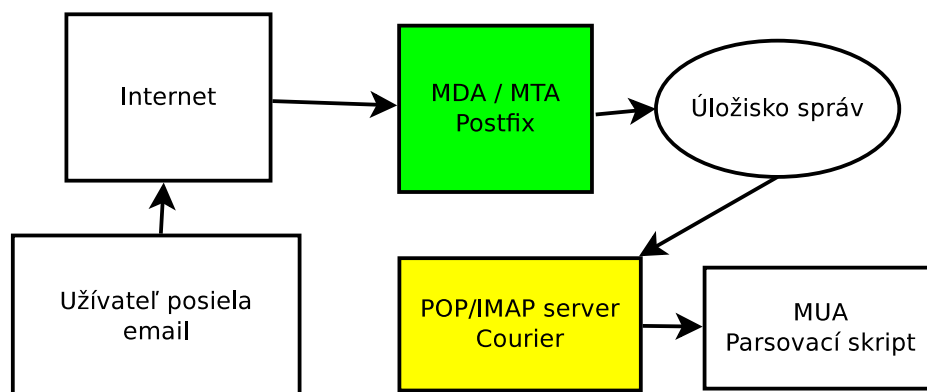 Internet
MDA / MTA
Postfix
Úložisko správ
Užívateľ posiela
email
POP/IMAP server
Courier
MUA
Parsovací skript